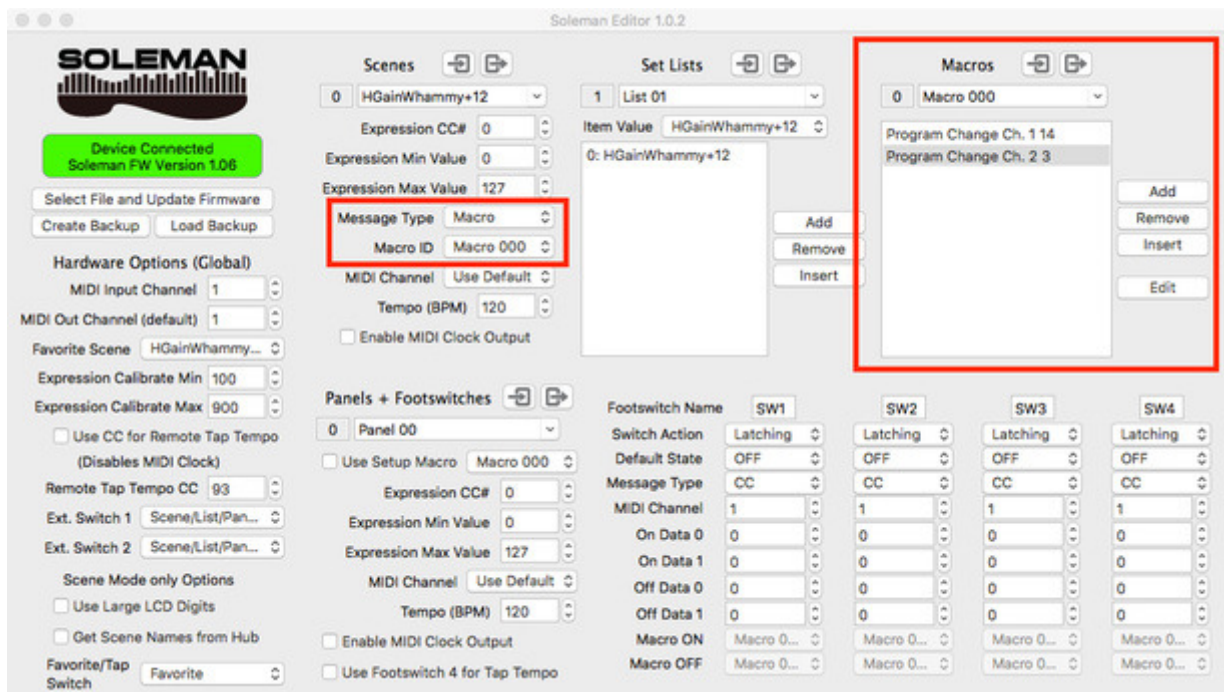 Soleman Editor 1.0.2
SOLEMAN
Device Connected
Soleman FW Version 1.06
Select File and Update Firmware
Create Backup
Load Backup
Hardware Options (Global)
MIDI Input Channel 1
MIDI Out Channel (default) 1
Favorite Scene HGainWhammy...
Expression Calibrate Min 100
Expression Calibrate Max 900
Use CC for Remote Tap Tempo
(Disables MIDI Clock)
Remote Tap Tempo CC 93
Ext. Switch 1 Scene/List/Pan...
Ext. Switch 2 Scene/List/Pan...
Scene Mode only Options
Use Large LCD Digits
Get Scene Names from Hub
Favorite/Tap
Switch
Favorite
Scenes
0 HGainWhammy+12
Expression CC# 0
Expression Min Value 0
Expression Max Value 127
Message Type Macro
Macro ID Macro 000
MIDI Channel Use Default
Tempo (BPM) 120
Enable MIDI Clock Output
Set Lists
1 List 01
Item Value HGainWhammy+12
0: HGainWhammy+12
Add
Remove
Insert
Macros
0 Macro 000
Program Change Ch. 1 14
Program Change Ch. 2 3
Add
Remove
Insert
Edit
Panels + Footswitches
0 Panel 00
Use Setup Macro Macro 000
Expression CC# 0
Expression Min Value 0
Expression Max Value 127
MIDI Channel Use Default
Tempo (BPM) 120
Enable MIDI Clock Output
Use Footswitch 4 for Tap Tempo
Footswitch Name SW1 SW2 SW3 SW4
Switch Action Latching Latching Latching Latching
Default State OFF OFF OFF OFF
Message Type CC CC CC CC
MIDI Channel 1 1 1 1
On Data 0 0 0 0 0
On Data 1 0 0 0 0
Off Data 0 0 0 0 0
Off Data 1 0 0 0 0
Macro ON Macro 0... Macro 0... Macro 0... Macro 0...
Macro OFF Macro 0... Macro 0... Macro 0... Macro 0...